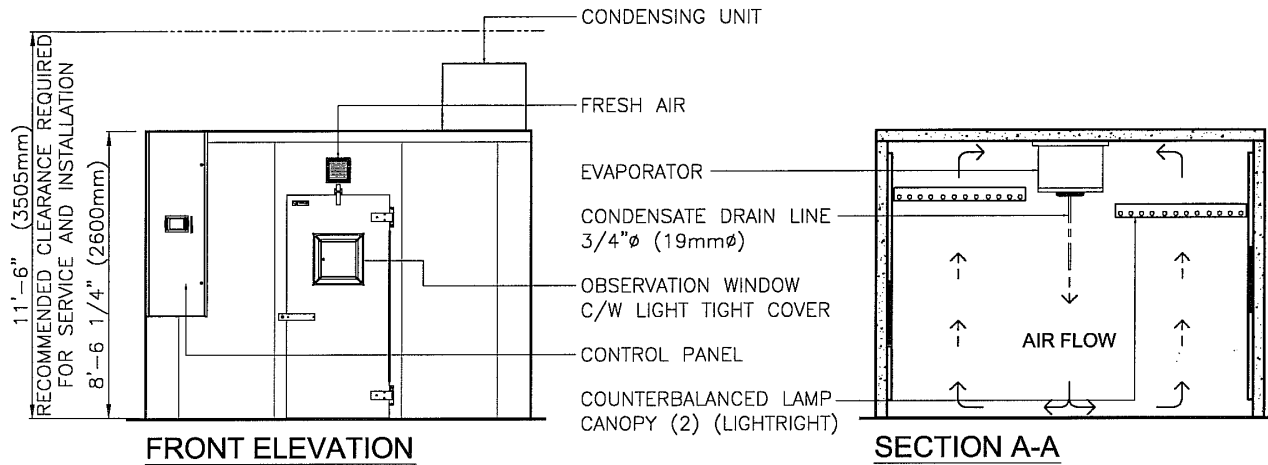 11'-6" (3505mm)
RECOMMENDED CLEARANCE REQUIRED
FOR SERVICE AND INSTALLATION
8'-6 1/4" (2600mm)
CONDENSING UNIT
FRESH AIR
EVAPORATOR
CONDENSATE DRAIN LINE
3/4"ø (19mmø)
OBSERVATION WINDOW
C/W LIGHT TIGHT COVER
CONTROL PANEL
COUNTERBALANCED LAMP
CANOPY (2) (LIGHTRIGHT)
AIR FLOW
FRONT ELEVATION
SECTION A-A